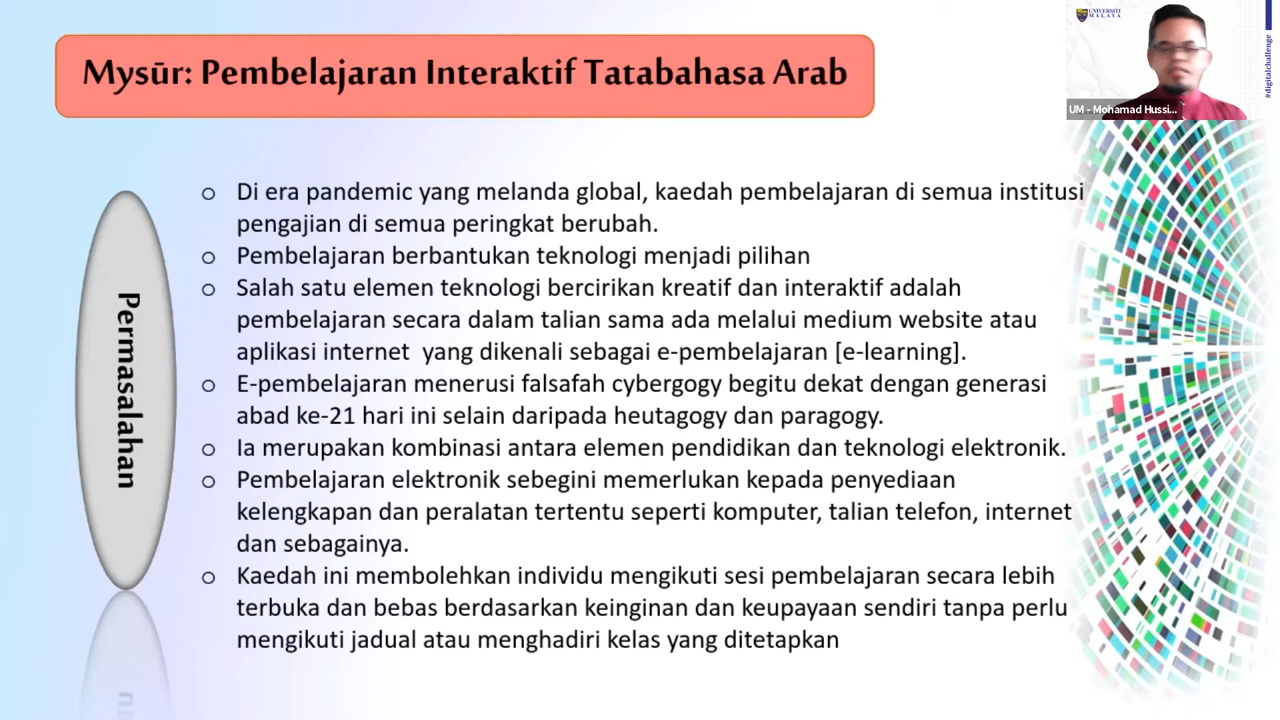 Mysūr: Pembelajaran Interaktif Tatabahasa Arab
UNIVERSITI
MALAYA
#digitalchallenge
UM - Mohamad Hussi...
Permasalahan
o Di era pandemic yang melanda global, kaedah pembelajaran di semua institusi
pengajian di semua peringkat berubah.
o Pembelajaran berbantukan teknologi menjadi pilihan
o Salah satu elemen teknologi bercirikan kreatif dan interaktif adalah
pembelajaran secara dalam talian sama ada melalui medium website atau
aplikasi internet yang dikenali sebagai e-pembelajaran [e-learning].
o E-pembelajaran menerusi falsafah cybergogy begitu dekat dengan generasi
abad ke-21 hari ini selain daripada heutagogy dan paragogy.
o Ia merupakan kombinasi antara elemen pendidikan dan teknologi elektronik.
o Pembelajaran elektronik sebegini memerlukan kepada penyediaan
kelengkapan dan peralatan tertentu seperti komputer, talian telefon, internet
dan sebagainya.
o Kaedah ini membolehkan individu mengikuti sesi pembelajaran secara lebih
terbuka dan bebas berdasarkan keinginan dan keupayaan sendiri tanpa perlu
mengikuti jadual atau menghadiri kelas yang ditetapkan